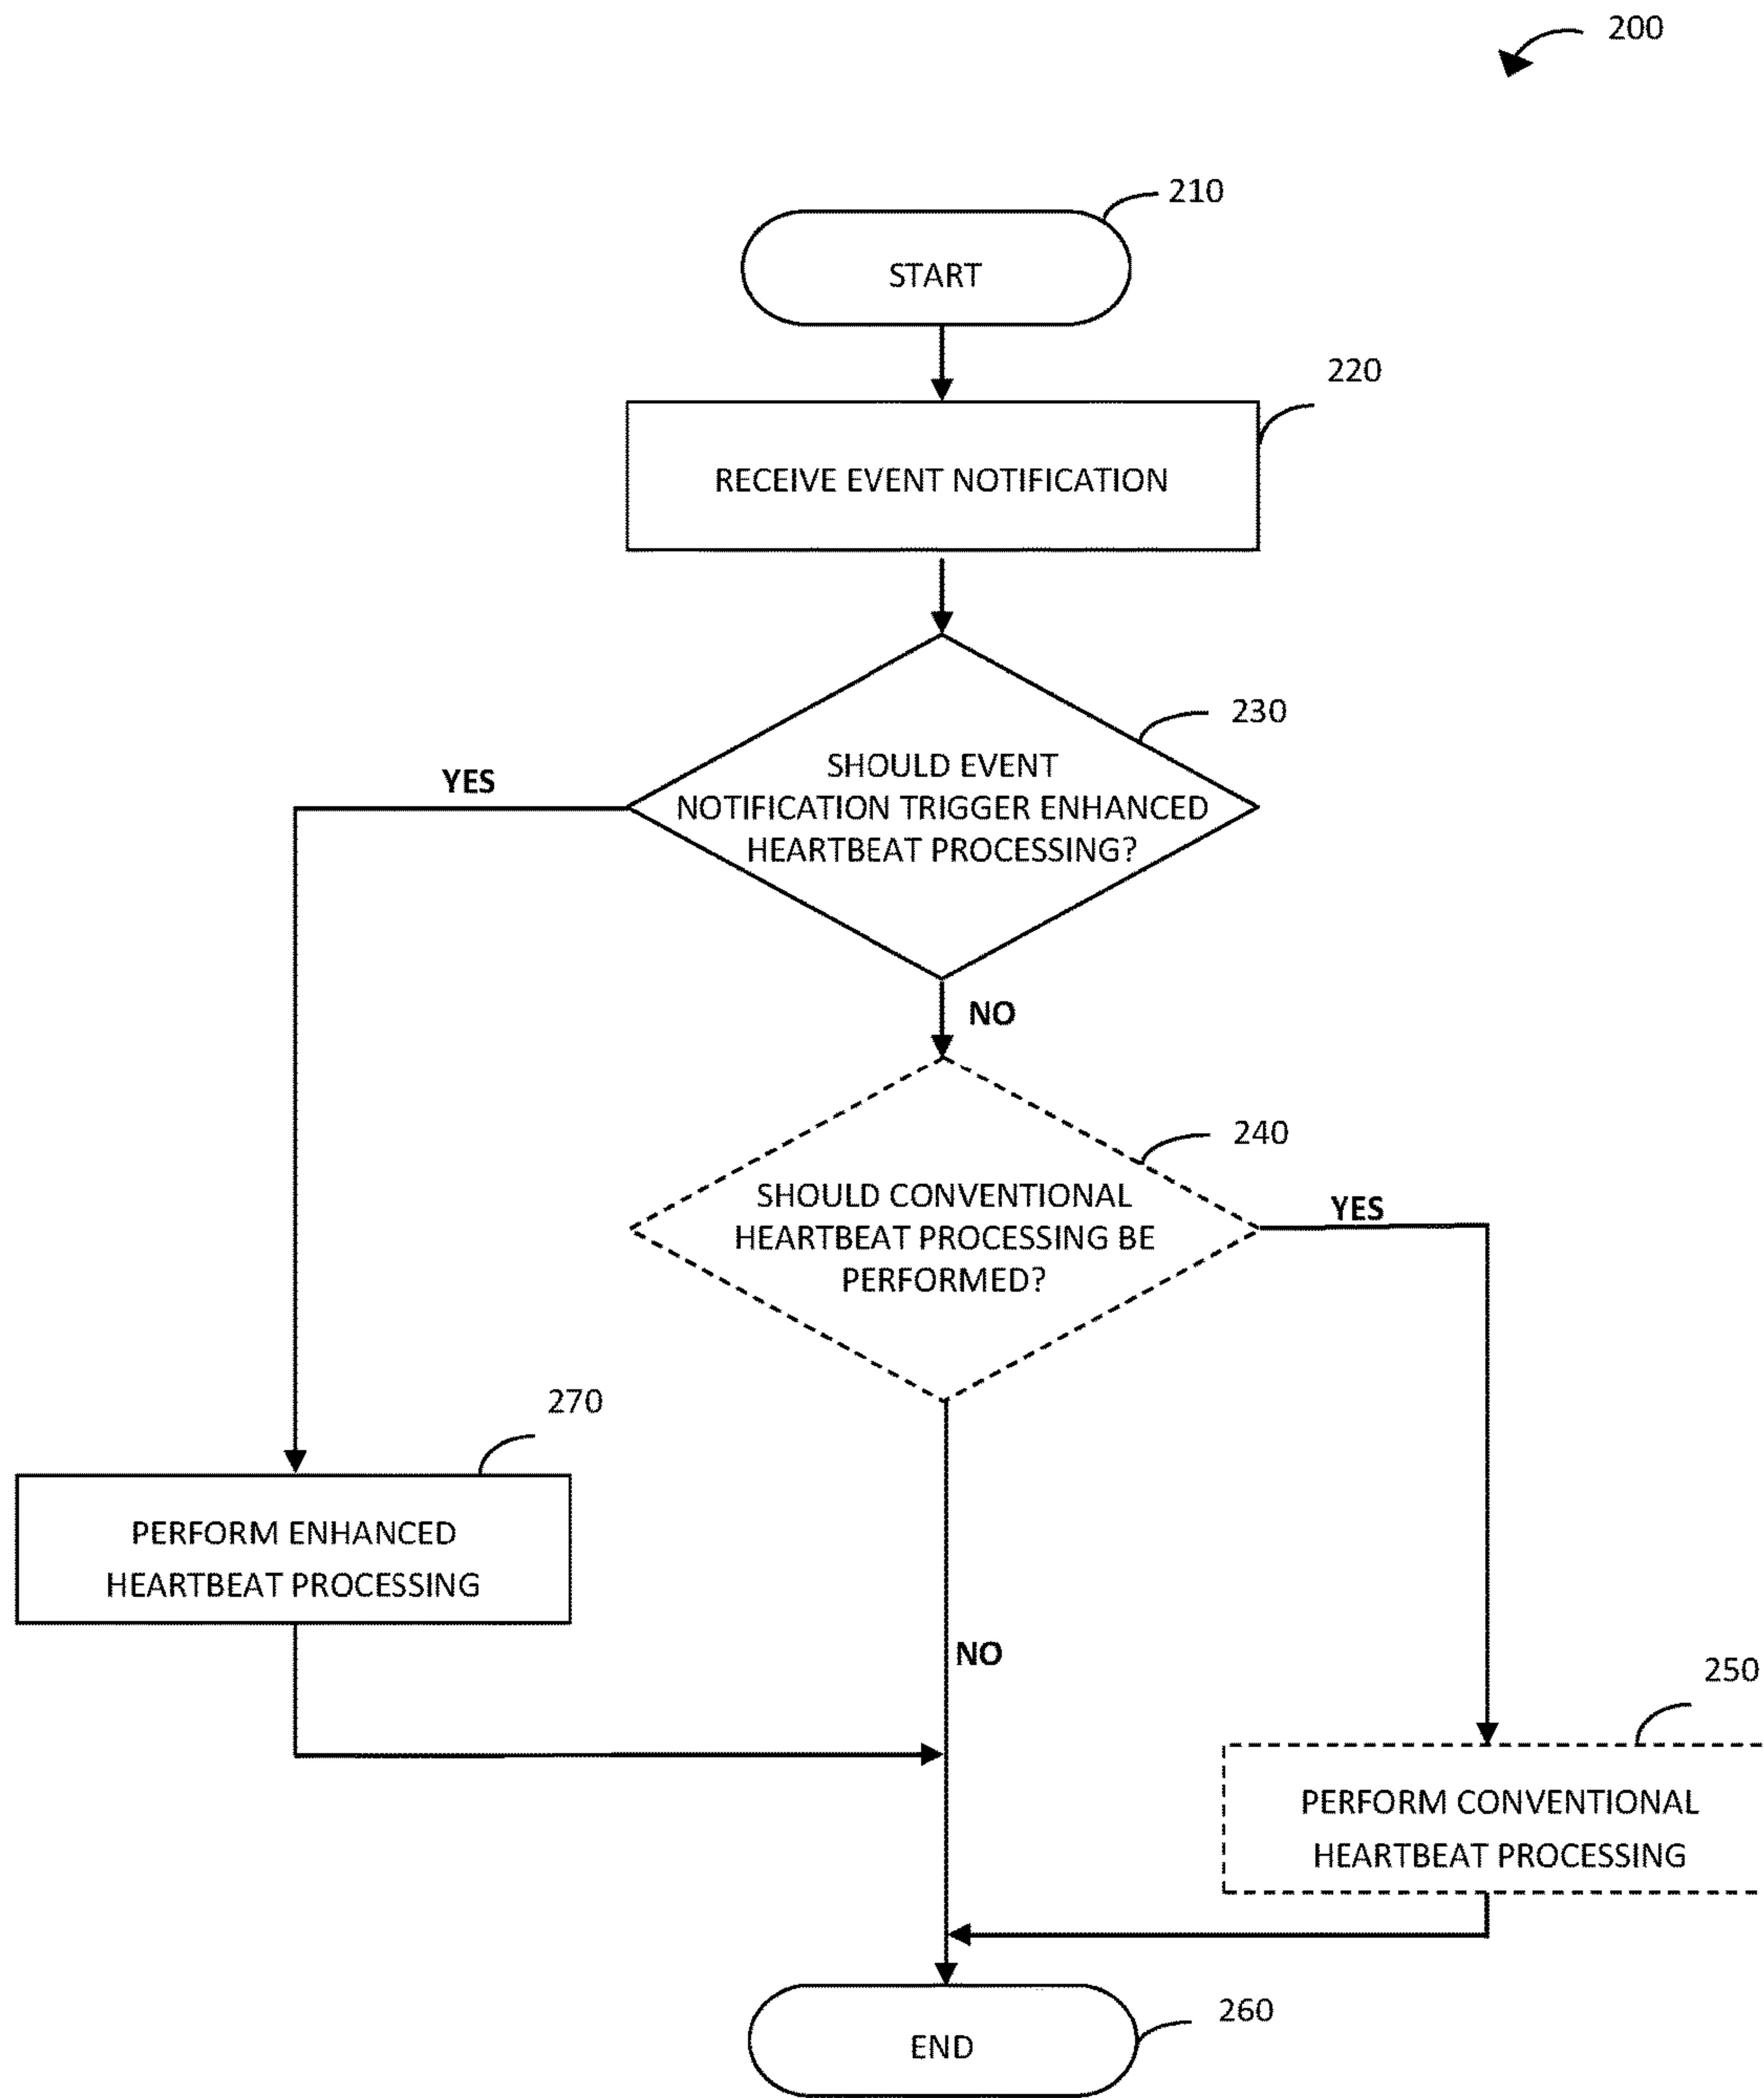 200
210
START
220
RECEIVE EVENT NOTIFICATION
230
SHOULD EVENT
NOTIFICATION TRIGGER ENHANCED
HEARTBEAT PROCESSING?
YES
NO
240
SHOULD CONVENTIONAL
HEARTBEAT PROCESSING BE
PERFORMED?
YES
270
PERFORM ENHANCED
HEARTBEAT PROCESSING
NO
250
PERFORM CONVENTIONAL
HEARTBEAT PROCESSING
260
END